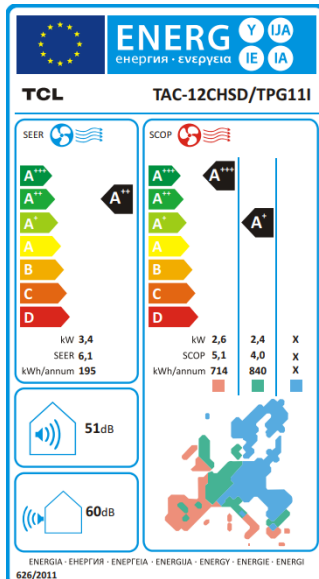 ENERG Y IJA
енергия · ενεργεια IE IA
TCL TAC-12CHSD/TPG11I
SEER SCOP
A+++ A+++ A+++
A++ A++ A++
A+ A+ A+
A A
B B
C C
D D
kW 3,4 kW 2,6 2,4 X
SEER 6,1 SCOP 5,1 4,0 X
kWh/annum 195 kWh/annum 714 840 X
51dB
60dB
ENERGIA · ЕНЕРГИЯ · ΕΝΕΡΓΕΙΑ · ENERGIJA · ENERGY · ENERGIE · ENERGI
626/2011